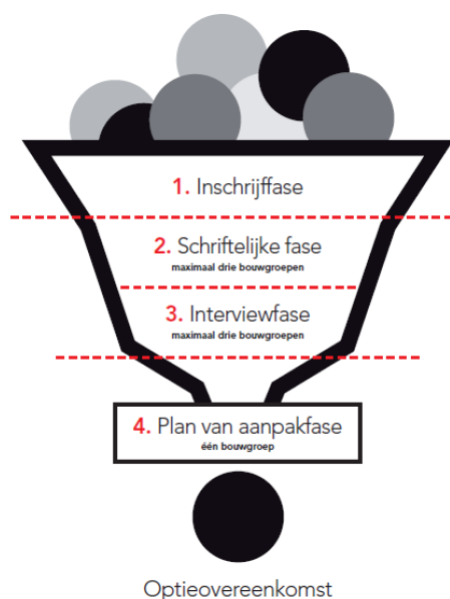 1. Inschrijffase
2. Schriftelijke fase
maximaal drie bouwgroepen
3. Interviewfase
maximaal drie bouwgroepen
4. Plan van aanpakfase
één bouwgroep
Optieovereenkomst